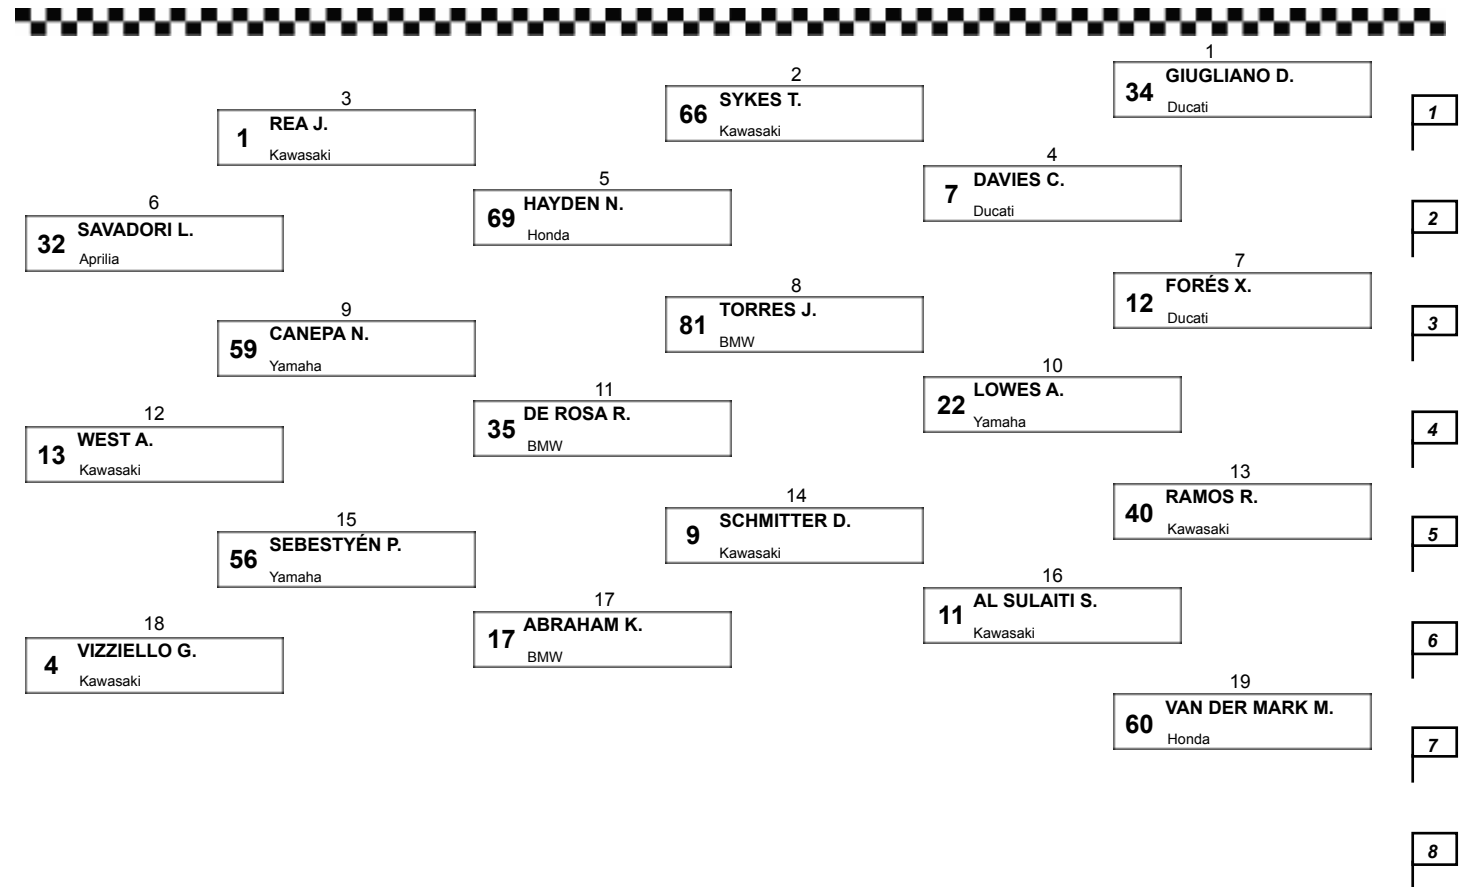 1
34 GIUGLIANO D.
Ducati
2
66 SYKES T.
Kawasaki
3
1 REA J.
Kawasaki
1
4
7 DAVIES C.
Ducati
5
69 HAYDEN N.
Honda
6
32 SAVADORI L.
Aprilia
2
7
12 FORÉS X.
Ducati
8
81 TORRES J.
BMW
9
59 CANEPA N.
Yamaha
3
10
22 LOWES A.
Yamaha
11
35 DE ROSA R.
BMW
12
13 WEST A.
Kawasaki
4
13
40 RAMOS R.
Kawasaki
14
9 SCHMITTER D.
Kawasaki
15
56 SEBESTYÉN P.
Yamaha
5
16
11 AL SULAITI S.
Kawasaki
17
17 ABRAHAM K.
BMW
18
4 VIZZIELLO G.
Kawasaki
6
19
60 VAN DER MARK M.
Honda
7
8